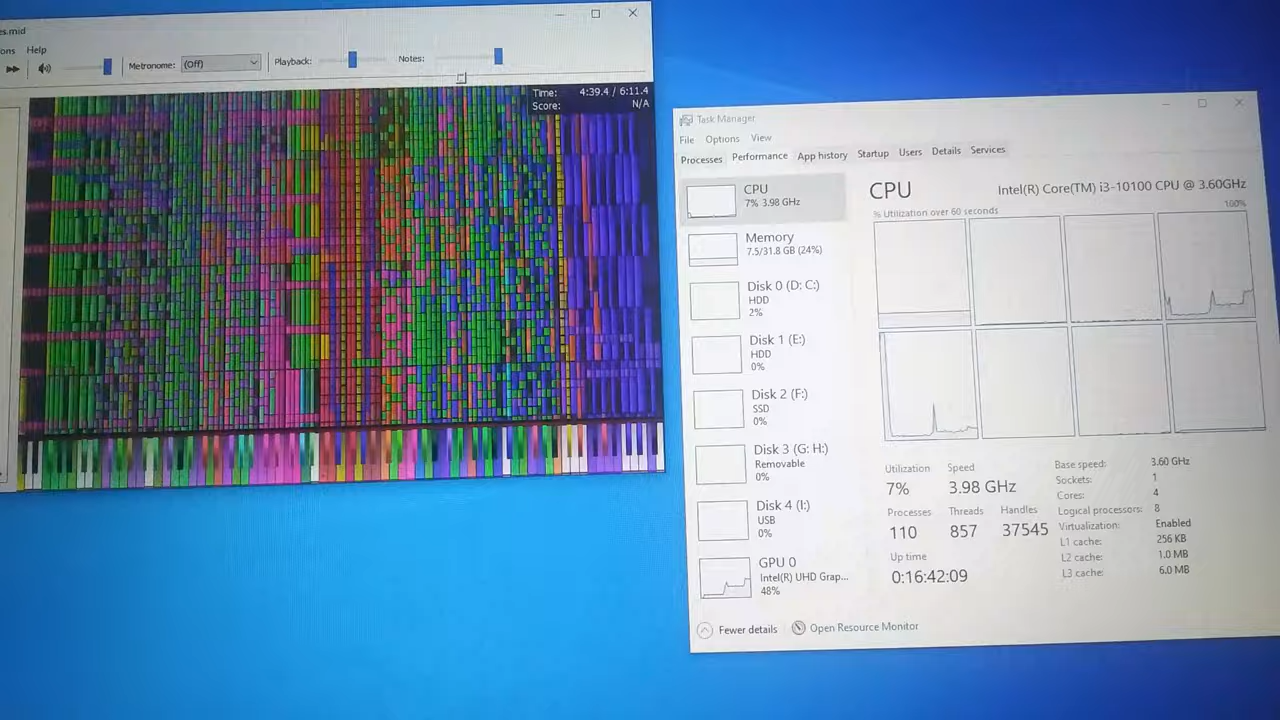 es.mid
ons Help
Metronome: (Off) Playback: Notes:
Time: 4:39.4 / 6:11.4
Score: N/A
Task Manager
File Options View
Processes Performance App history Startup Users Details Services
CPU
7% 3.98 GHz
Memory
7.5/31.8 GB (24%)
Disk 0 (D: C:)
HDD
2%
Disk 1 (E:)
HDD
0%
Disk 2 (F:)
SSD
0%
Disk 3 (G: H:)
Removable
0%
Disk 4 (I:)
USB
0%
GPU 0
Intel(R) UHD Grap...
48%
CPU Intel(R) Core(TM) i3-10100 CPU @ 3.60GHz
% Utilization over 60 seconds 100%
Utilization Speed
7% 3.98 GHz
Processes Threads Handles
110 857 37545
Up time
0:16:42:09
Base speed: 3.60 GHz
Sockets: 1
Cores: 4
Logical processors: 8
Virtualization: Enabled
L1 cache: 256 KB
L2 cache: 1.0 MB
L3 cache: 6.0 MB
Fewer details Open Resource Monitor